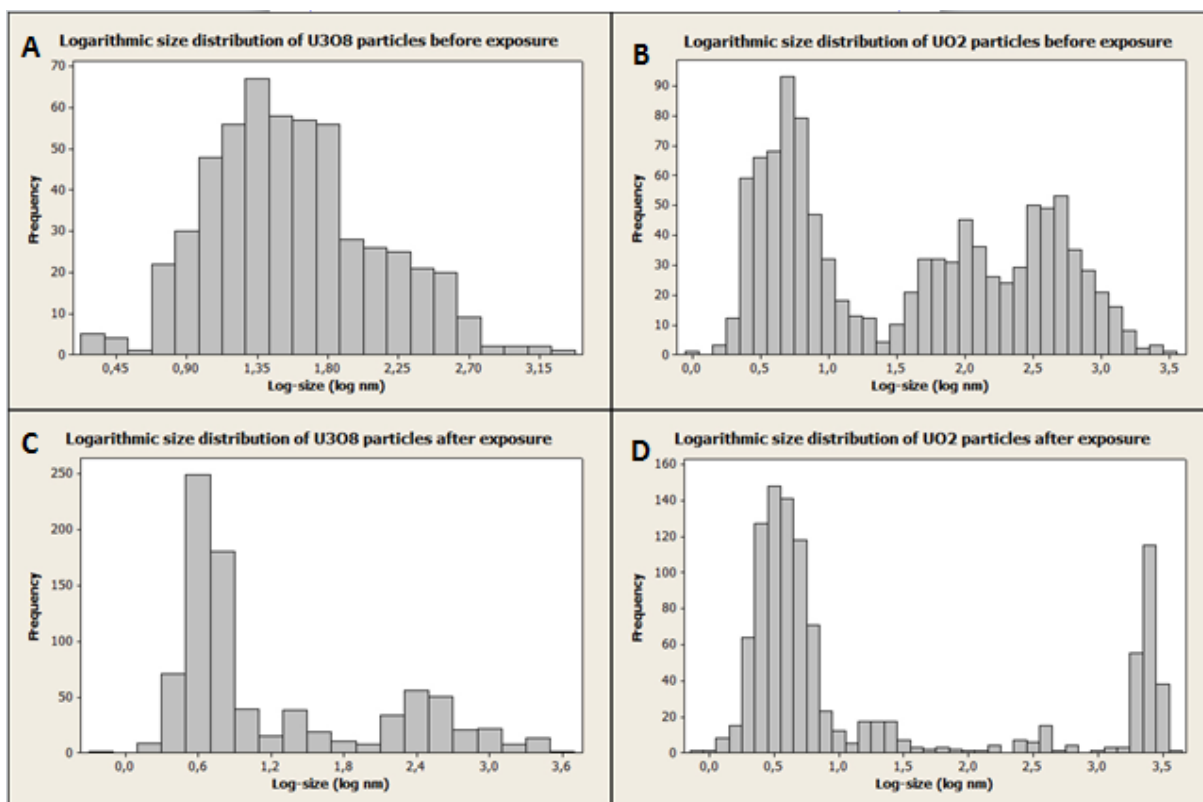 A
Logarithmic size distribution of U3O8 particles before exposure
70
60
50
40
30
20
10
0
Frequency
0,45 0,90 1,35 1,80 2,25 2,70 3,15
Log-size (log nm)
B
Logarithmic size distribution of UO2 particles before exposure
90
80
70
60
50
40
30
20
10
0
Frequency
0,0 0,5 1,0 1,5 2,0 2,5 3,0 3,5
Log-size (log nm)
C
Logarithmic size distribution of U3O8 particles after exposure
250
200
150
100
50
0
Frequency
0,0 0,6 1,2 1,8 2,4 3,0 3,6
Log-size (log nm)
D
Logarithmic size distribution of UO2 particles after exposure
160
140
120
100
80
60
40
20
0
Frequency
0,0 0,5 1,0 1,5 2,0 2,5 3,0 3,5
Log-size (log nm)